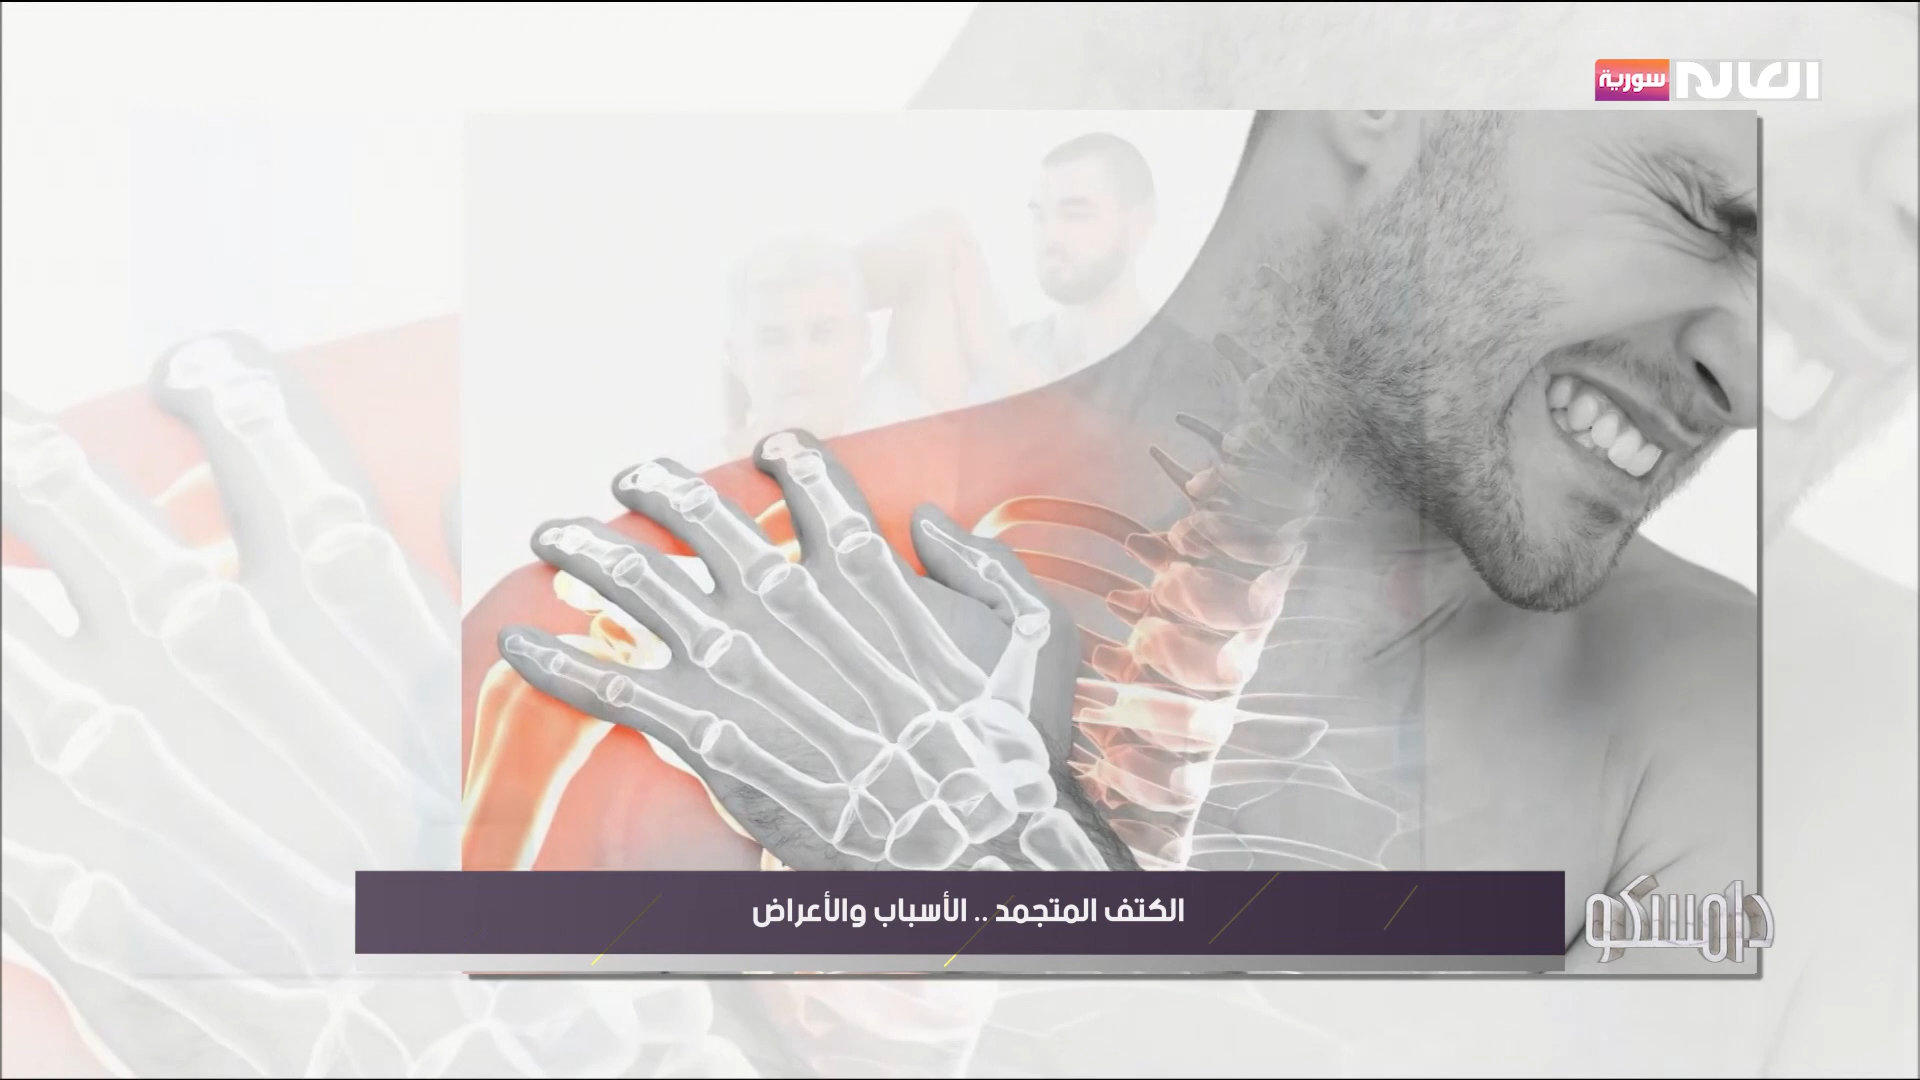 العالم سورية
الكتف المتجمد .. الأسباب والأعراض
دامسكو